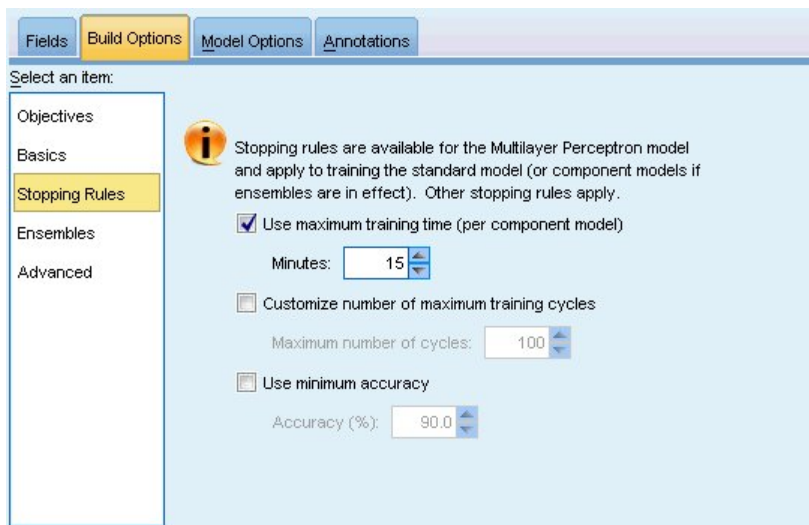 Fields Build Options Model Options Annotations
Select an item:
Objectives
Basics
Stopping Rules
Ensembles
Advanced
Stopping rules are available for the Multilayer Perceptron model
and apply to training the standard model (or component models if
ensembles are in effect). Other stopping rules apply.
Use maximum training time (per component model)
Minutes: 15
Customize number of maximum training cycles
Maximum number of cycles: 100
Use minimum accuracy
Accuracy (%): 90.0